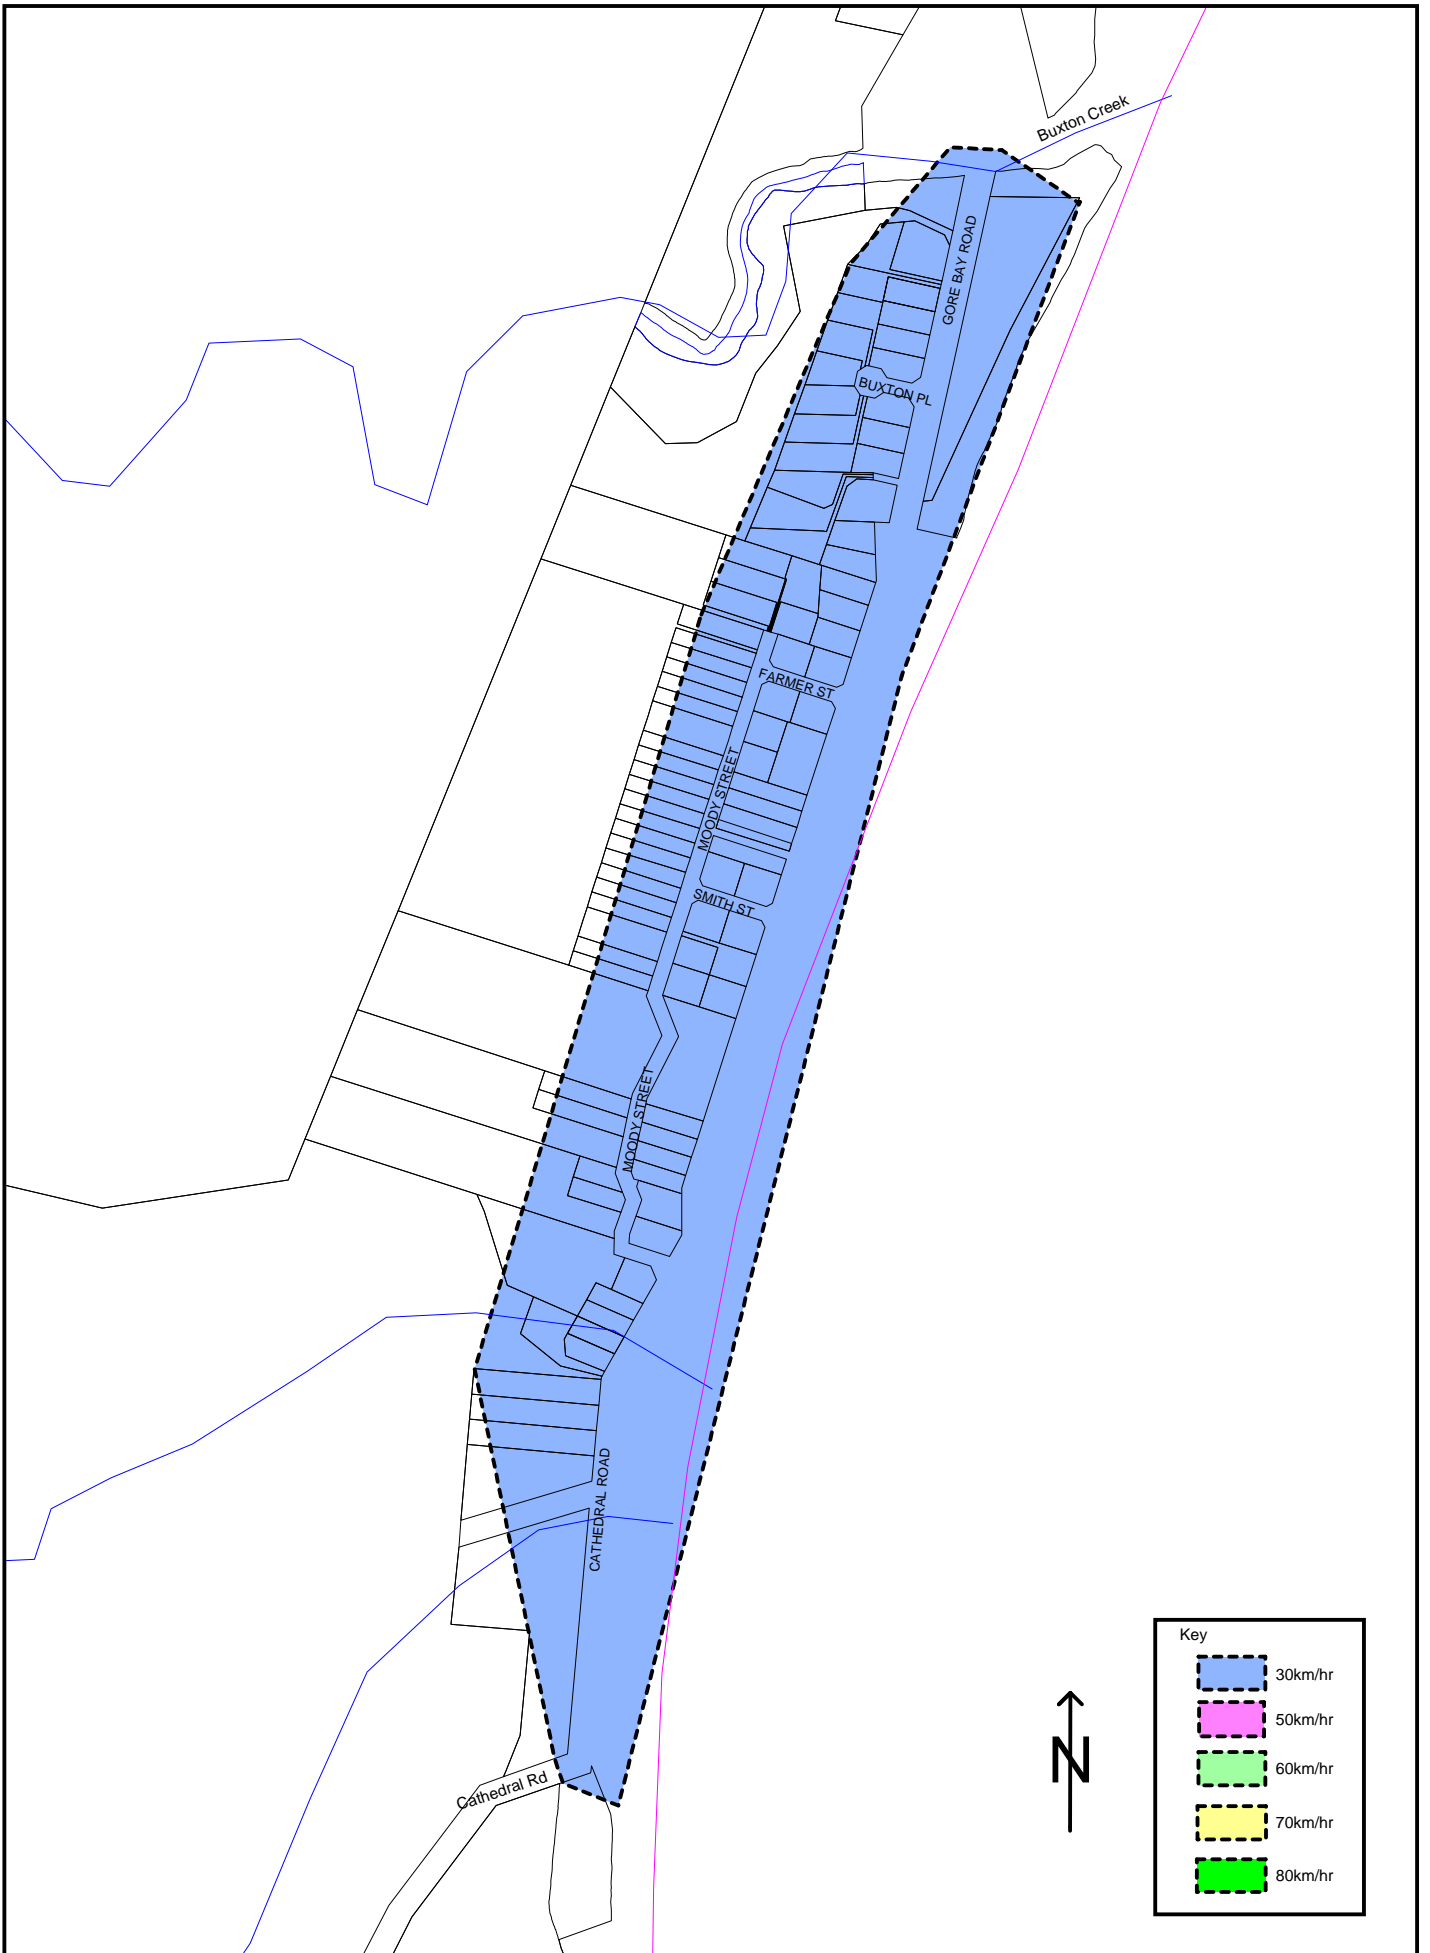 Buxton Creek
GORE BAY ROAD
BUXTON PL
FARMER ST
MOODY STREET
SMITH ST
MOODY STREET
CATHEDRAL ROAD
Cathedral Rd
N
Key
30km/hr
50km/hr
60km/hr
70km/hr
80km/hr